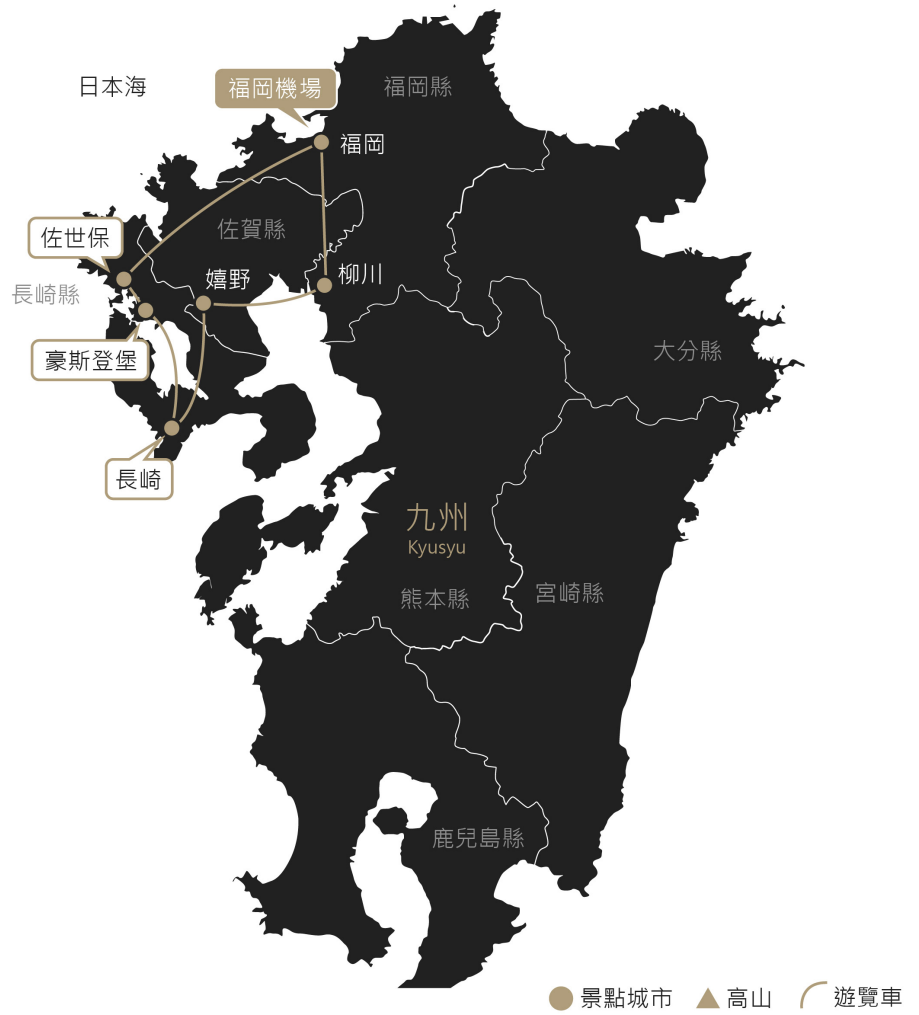 日本海
福岡機場
福岡縣
福岡
佐賀縣
佐世保
嬉野
柳川
長崎縣
豪斯登堡
大分縣
長崎
九州
Kyusyu
熊本縣
宮崎縣
鹿兒島縣
景點城市
高山
遊覽車